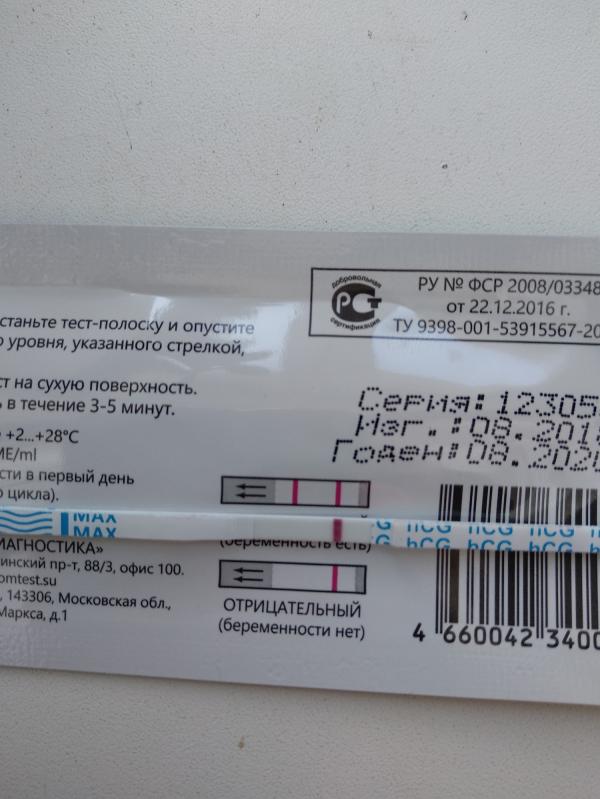 добровольная
РСТ
сертификация
РУ № ФСР 2008/03348
от 22.12.2016 г.
ТУ 9398-001-53915567-20
станьте тест-полоску и опустите
о уровня, указанного стрелкой,
ст на сухую поверхность.
ь в течение 3-5 минут.
+2...+28°C
МЕ/ml
сти в первый день
о цикла).
Серия: 12305
Изг.: 08.201
Годен: 08.2020
MAX
MAX
hCG hCG hCG
G hCG hCG hCG hCG
(беременность есть)
ИАГНОСТИКА»
инский пр-т, 88/3, офис 100.
omtest.su
, 143306, Московская обл.,
Маркса, д.1
ОТРИЦАТЕЛЬНЫЙ
(беременности нет)
4 660042 3400